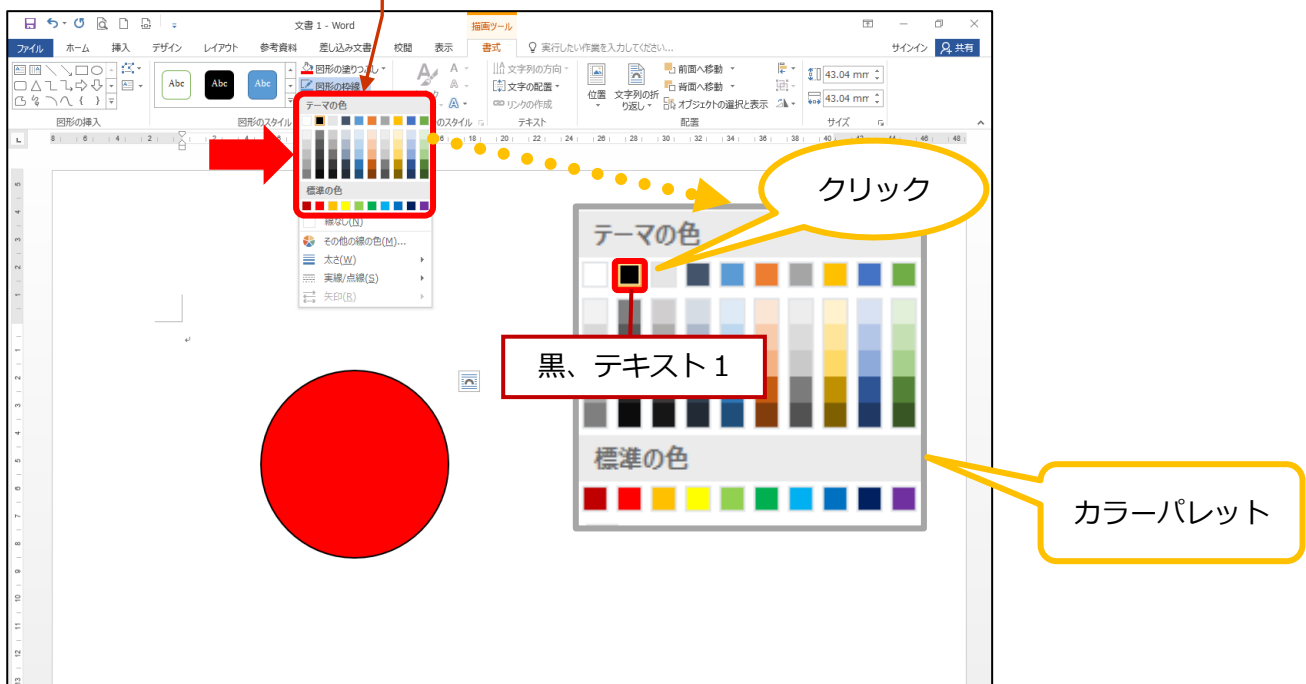 文書 1 - Word
描画ツール
ファイル ホーム 挿入 デザイン レイアウト 参考資料 差し込み文書 校閲 表示 書式 実行したい作業を入力してください... サインイン 共有
図形の塗りつぶし
図形の枠線
Abc Abc Abc
文字列の方向
文字の配置
リンクの作成
位置
文字列の折り返し
前面へ移動
背面へ移動
オブジェクトの選択と表示
43.04 mm
43.04 mm
図形の挿入 図形のスタイル のスタイル テキスト 配置 サイズ
テーマの色
標準の色
線なし(N)
その他の線の色(M)...
太さ(W)
実線/点線(S)
矢印(R)
クリック
テーマの色
黒、テキスト1
標準の色
カラーパレット